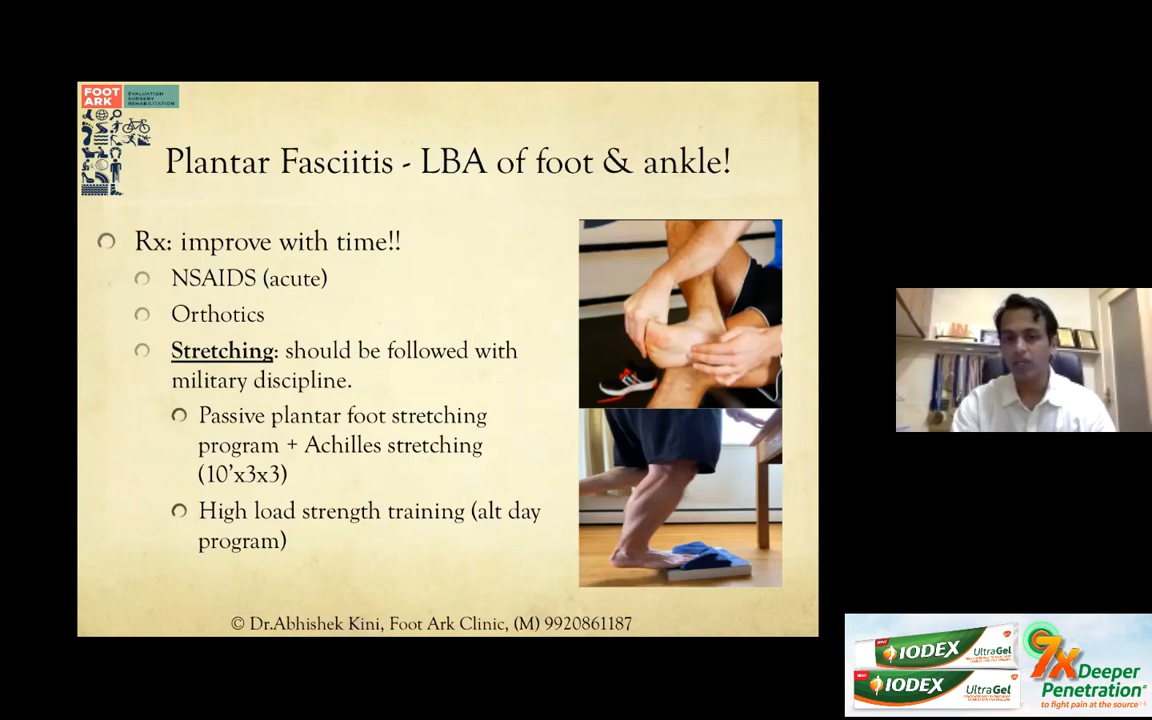 FOOT
ARK
EVALUATION
SURGERY
REHABILITATION
Plantar Fasciitis - LBA of foot & ankle!
Rx: improve with time!!
NSAIDS (acute)
Orthotics
Stretching: should be followed with
military discipline.
Passive plantar foot stretching
program + Achilles stretching
(10'x3x3)
High load strength training (alt day
program)
© Dr.Abhishek Kini, Foot Ark Clinic, (M) 9920861187
IODEX
UltraGel
IODEX
UltraGel
7x
Deeper
Penetration
to fight pain at the source